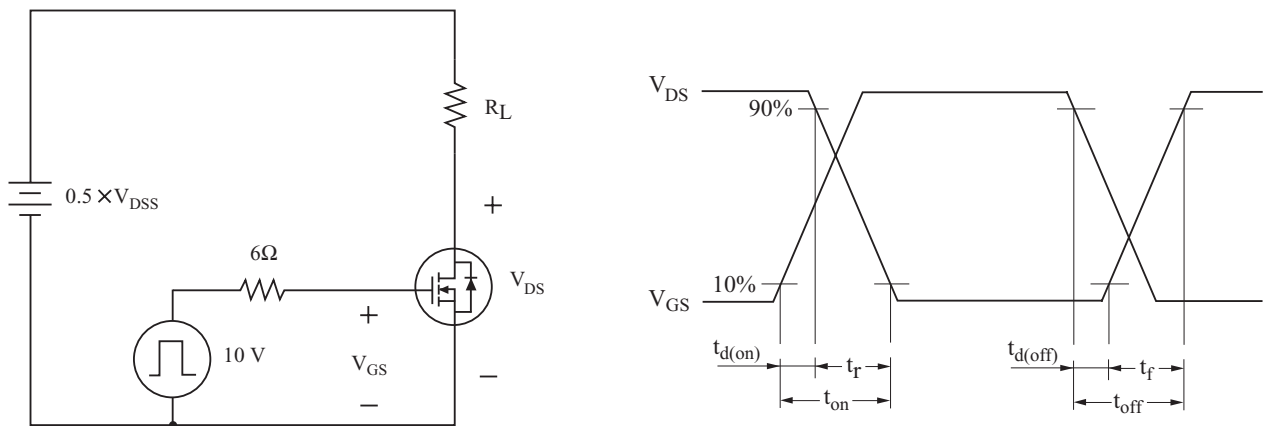 R_L
0.5 × V_DSS
+
6Ω
V_DS
+
10 V
V_GS
−
−
V_DS
90%
10%
V_GS
t_d(on)
t_r
t_on
t_d(off)
t_f
t_off